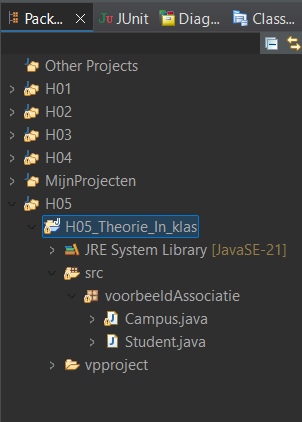 Pack... JUnit Diag... Class...
Other Projects
H01
H02
H03
H04
MijnProjecten
H05
H05_Theorie_In_klas
JRE System Library [JavaSE-21]
src
voorbeeldAssociatie
Campus.java
Student.java
vpproject